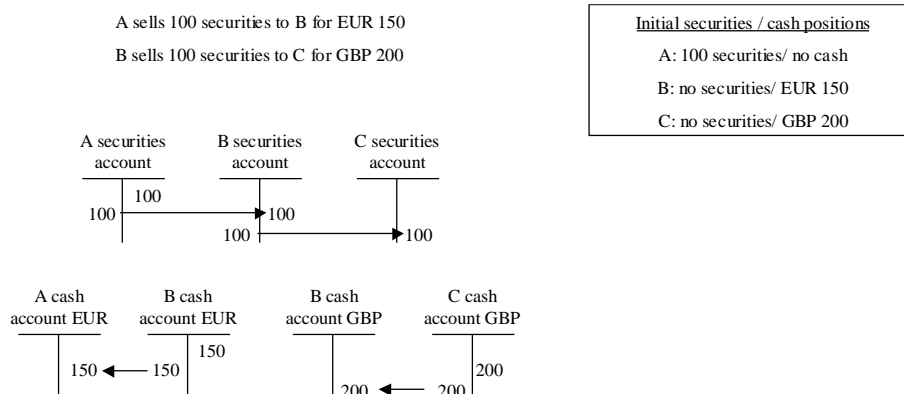 A sells 100 securities to B for EUR 150
B sells 100 securities to C for GBP 200
Initial securities / cash positions
A: 100 securities/ no cash
B: no securities/ EUR 150
C: no securities/ GBP 200
A securities account
B securities account
C securities account
100
100 100
100 100
A cash account EUR
B cash account EUR
B cash account GBP
C cash account GBP
150
150 150 200
200 200